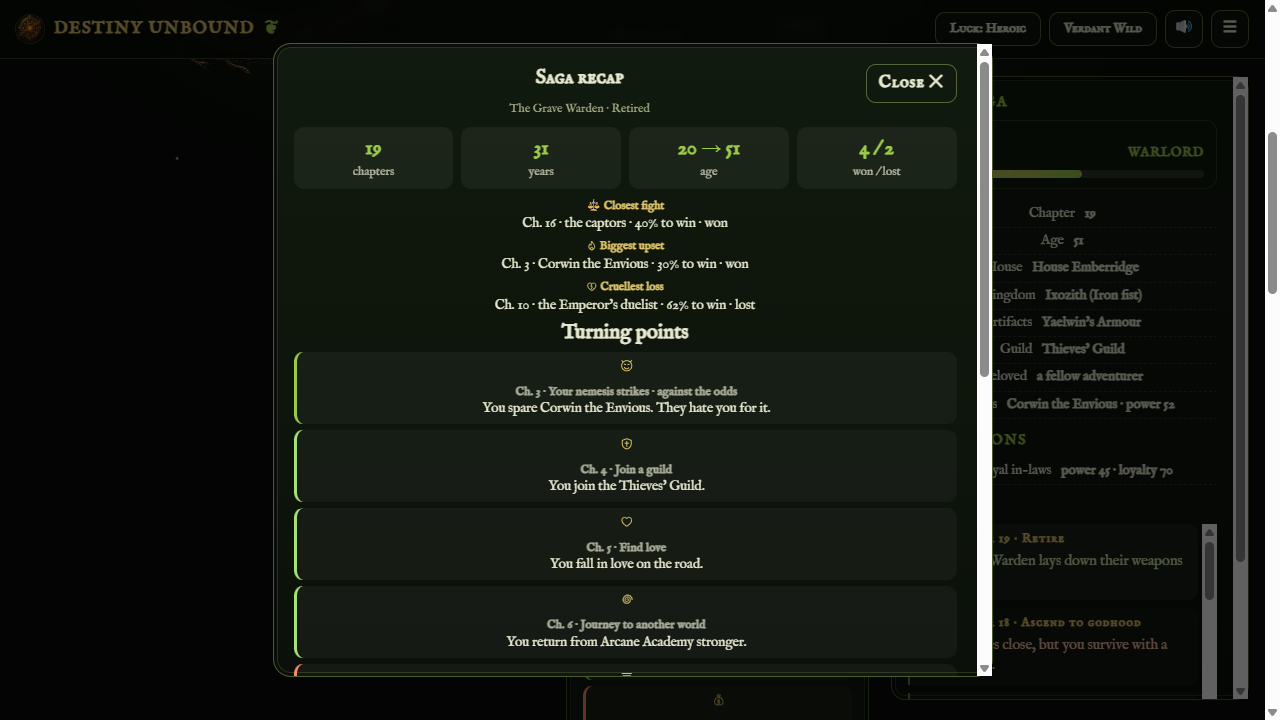 DESTINY UNBOUND
Luck: Heroic
Verdant Wild
Saga recap
Close ✕
The Grave Warden · Retired
19
chapters
31
years
20 → 51
age
4 / 2
won / lost
Closest fight
Ch. 16 · the captors · 40% to win · won
Biggest upset
Ch. 3 · Corwin the Envious · 30% to win · won
Cruellest loss
Ch. 10 · the Emperor's duelist · 62% to win · lost
Turning points
Ch. 3 · Your nemesis strikes · against the odds
You spare Corwin the Envious. They hate you for it.
Ch. 4 · Join a guild
You join the Thieves' Guild.
Ch. 5 · Find love
You fall in love on the road.
Ch. 6 · Journey to another world
You return from Arcane Academy stronger.
WARLORD
Chapter 19
Age 51
House Emberridge
Ixozith (Iron fist)
Yaelwin's Armour
Guild Thieves' Guild
a fellow adventurer
Corwin the Envious · power 52
in-laws power 45 · loyalty 70
19 · Retire
Warden lays down their weapons
18 · Ascend to godhood
close, but you survive with a